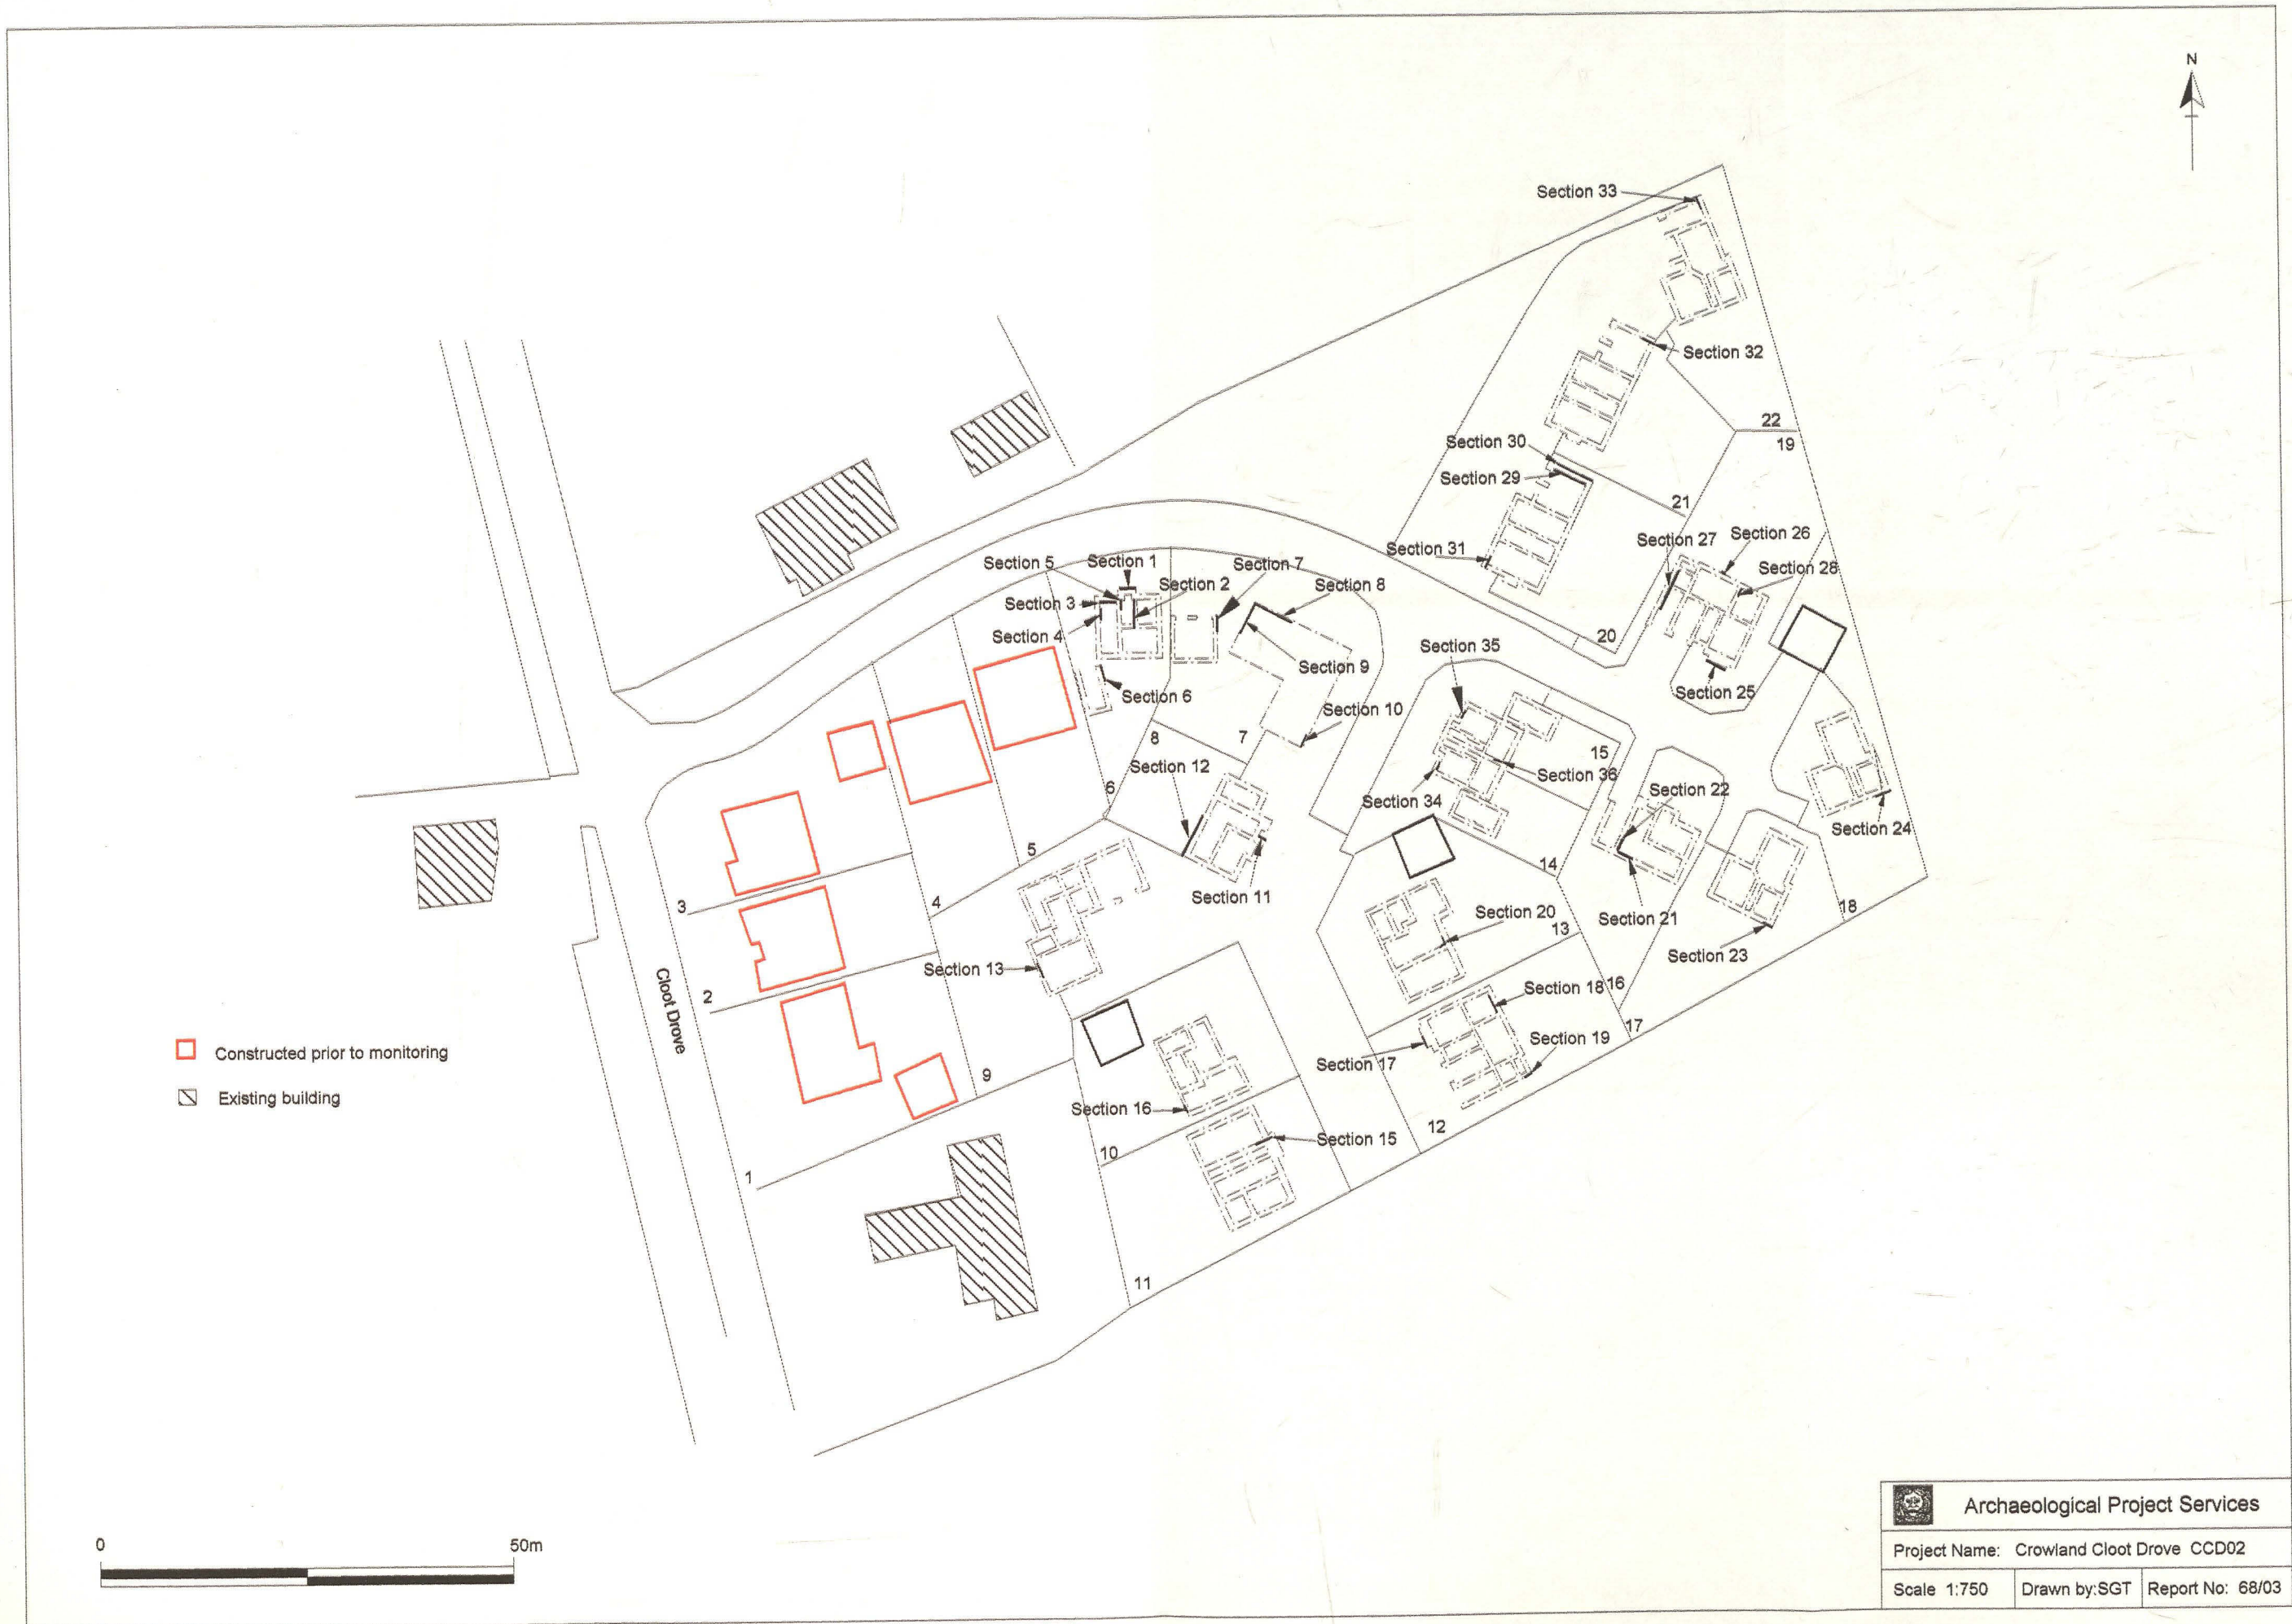 N
Section 33
Section 32
22
19
Section 30
Section 29
21
Section 26
Section 27
Section 31
Section 28
Section 5
Section 1
Section 7
Section 2
Section 8
Section 3
Section 4
20
Section 35
Section 9
Section 25
Section 6
Section 10
8
7
15
Section 12
Section 36
6
Section 22
Section 34
Section 24
5
14
Section 11
4
3
Section 20
Section 21
18
13
Section 23
Section 13
Cloot Drove
2
Section 18
16
17
Section 19
Constructed prior to monitoring
Section 17
9
Existing building
Section 16
12
Section 15
10
1
11
0
50m
Archaeological Project Services
Project Name: Crowland Cloot Drove CCD02
Scale 1:750
Drawn by:SGT
Report No: 68/03